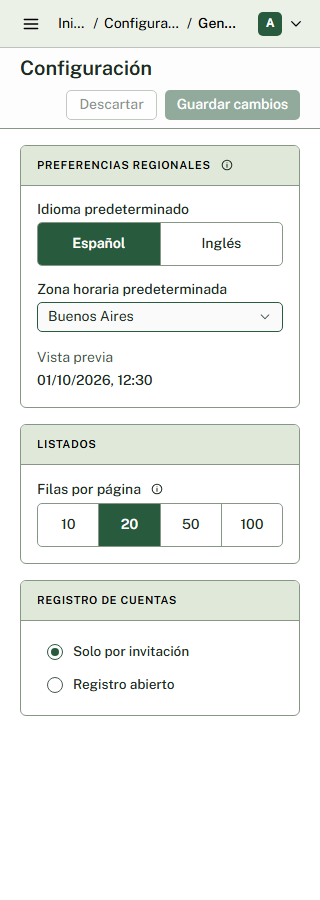 Ini... / Configura... / Gen... A
Configuración
Descartar Guardar cambios
PREFERENCIAS REGIONALES
Idioma predeterminado
Español Inglés
Zona horaria predeterminada
Buenos Aires
Vista previa
01/10/2026, 12:30
LISTADOS
Filas por página
10 20 50 100
REGISTRO DE CUENTAS
Solo por invitación
Registro abierto